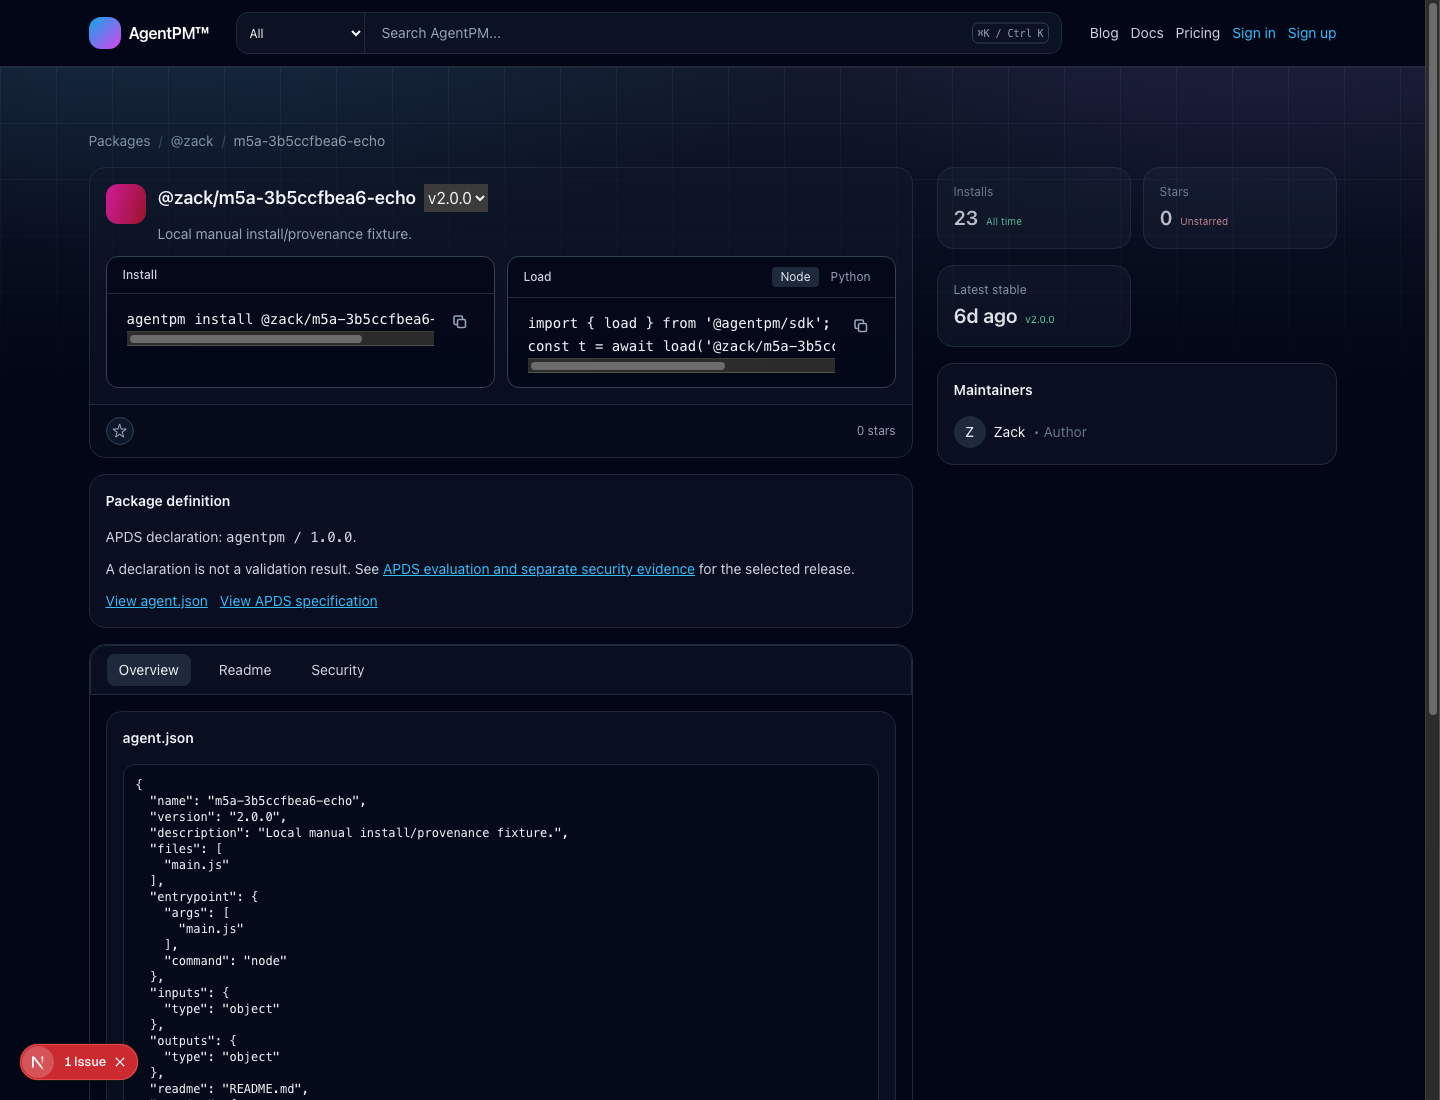 AgentPM™
All
Search AgentPM...
⌘K / Ctrl K
Blog Docs Pricing Sign in Sign up
Packages / @zack / m5a-3b5ccfbea6-echo
@zack/m5a-3b5ccfbea6-echo v2.0.0
Local manual install/provenance fixture.
Install
agentpm install @zack/m5a-3b5ccfbea6-
Load
Node Python
import { load } from '@agentpm/sdk';
const t = await load('@zack/m5a-3b5cc
0 stars
Installs
23 All time
Stars
0 Unstarred
Latest stable
6d ago v2.0.0
Maintainers
Z Zack • Author
Package definition
APDS declaration: agentpm / 1.0.0.
A declaration is not a validation result. See APDS evaluation and separate security evidence for the selected release.
View agent.json View APDS specification
Overview Readme Security
agent.json
{
"name": "m5a-3b5ccfbea6-echo",
"version": "2.0.0",
"description": "Local manual install/provenance fixture.",
"files": [
"main.js"
],
"entrypoint": {
"args": [
"main.js"
],
"command": "node"
},
"inputs": {
"type": "object"
},
"outputs": {
"type": "object"
},
"readme": "README.md",
N 1 Issue